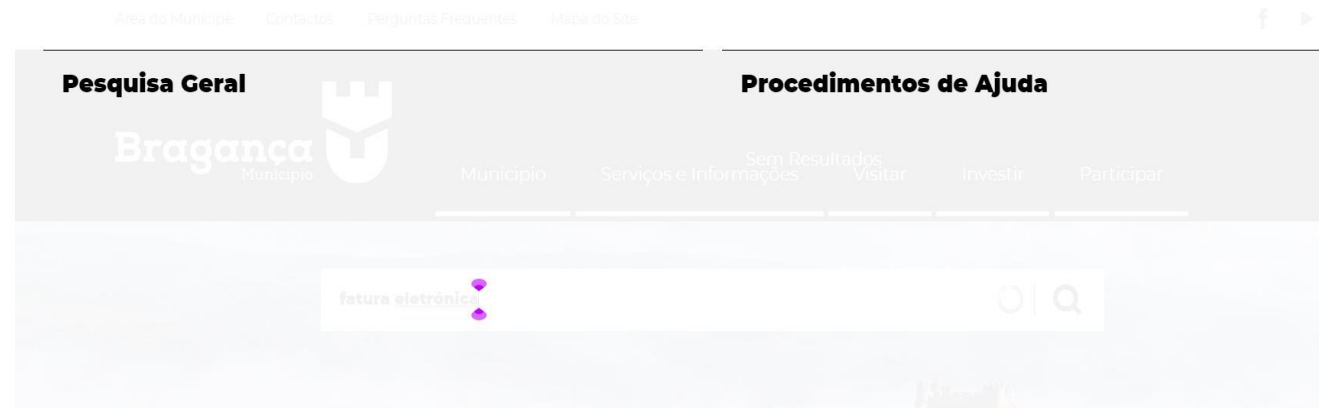 Área do Munícipe Contactos Perguntas Frequentes Mapa do Site
Pesquisa Geral Procedimentos de Ajuda
Bragança
Município
Sem Resultados
Município Serviços e Informações Visitar Investir Participar
fatura eletrónica